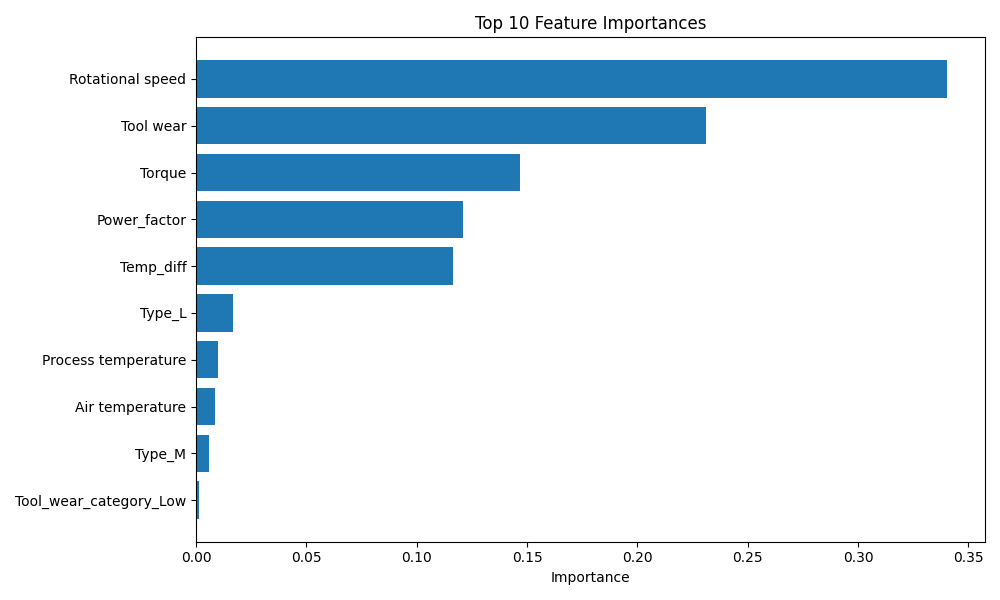 Top 10 Feature Importances
Rotational speed
Tool wear
Torque
Power_factor
Temp_diff
Type_L
Process temperature
Air temperature
Type_M
Tool_wear_category_Low
0.00 0.05 0.10 0.15 0.20 0.25 0.30 0.35
Importance